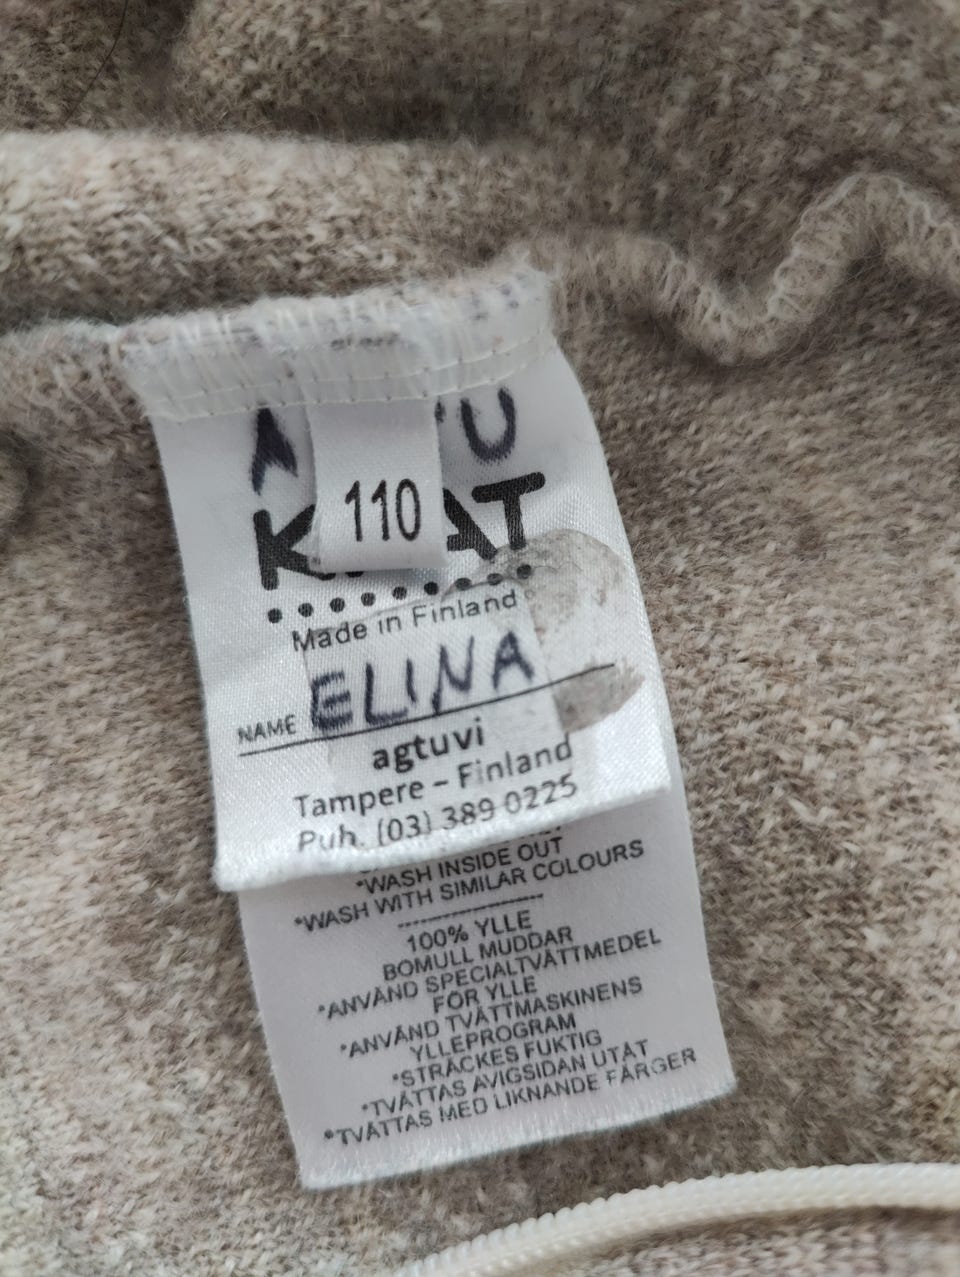 110
Made in Finland
NAME ELINA
agtuvi
Tampere – Finland
Puh. (03) 389 0225
*WASH INSIDE OUT
*WASH WITH SIMILAR COLOURS
--------------------
100% YLLE
BOMULL MUDDAR
*ANVÄND SPECIALTVÄTTMEDEL
FÖR YLLE
*ANVÄND TVÄTTMASKINENS
YLLEPROGRAM
*STRÄCKES FUKTIG
*TVÄTTAS AVIGSIDAN UTÅT
*TVÄTTAS MED LIKNANDE FÄRGER